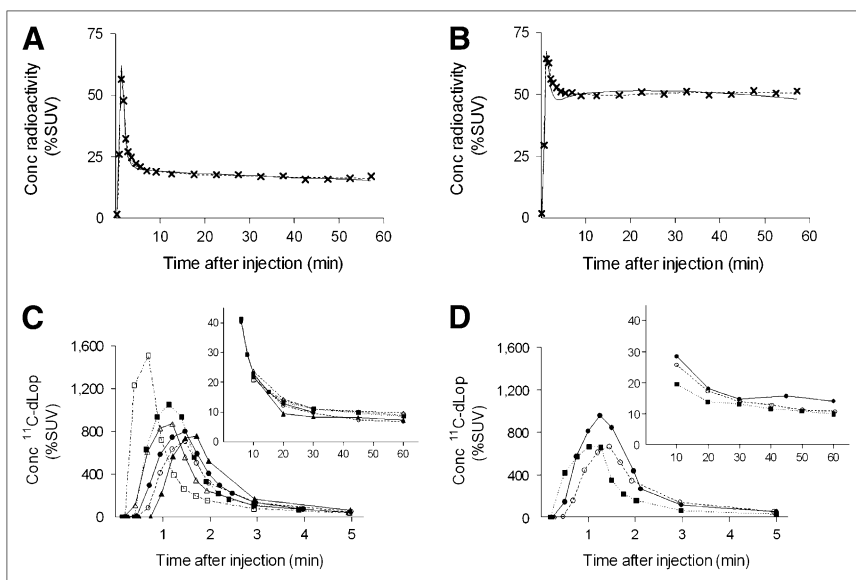 A
75
50
25
0
Conc radioactivity
(%SUV)
10 20 30 40 50 60
Time after injection (min)
B
75
50
25
0
Conc radioactivity
(%SUV)
10 20 30 40 50 60
Time after injection (min)
C
1,600
1,200
800
400
0
Conc ¹¹C-dLop
(%SUV)
1 2 3 4 5
Time after injection (min)
40
30
20
10
0
10 20 30 40 50 60
D
1,600
1,200
800
400
0
Conc ¹¹C-dLop
(%SUV)
1 2 3 4 5
Time after injection (min)
40
30
20
10
0
10 20 30 40 50 60